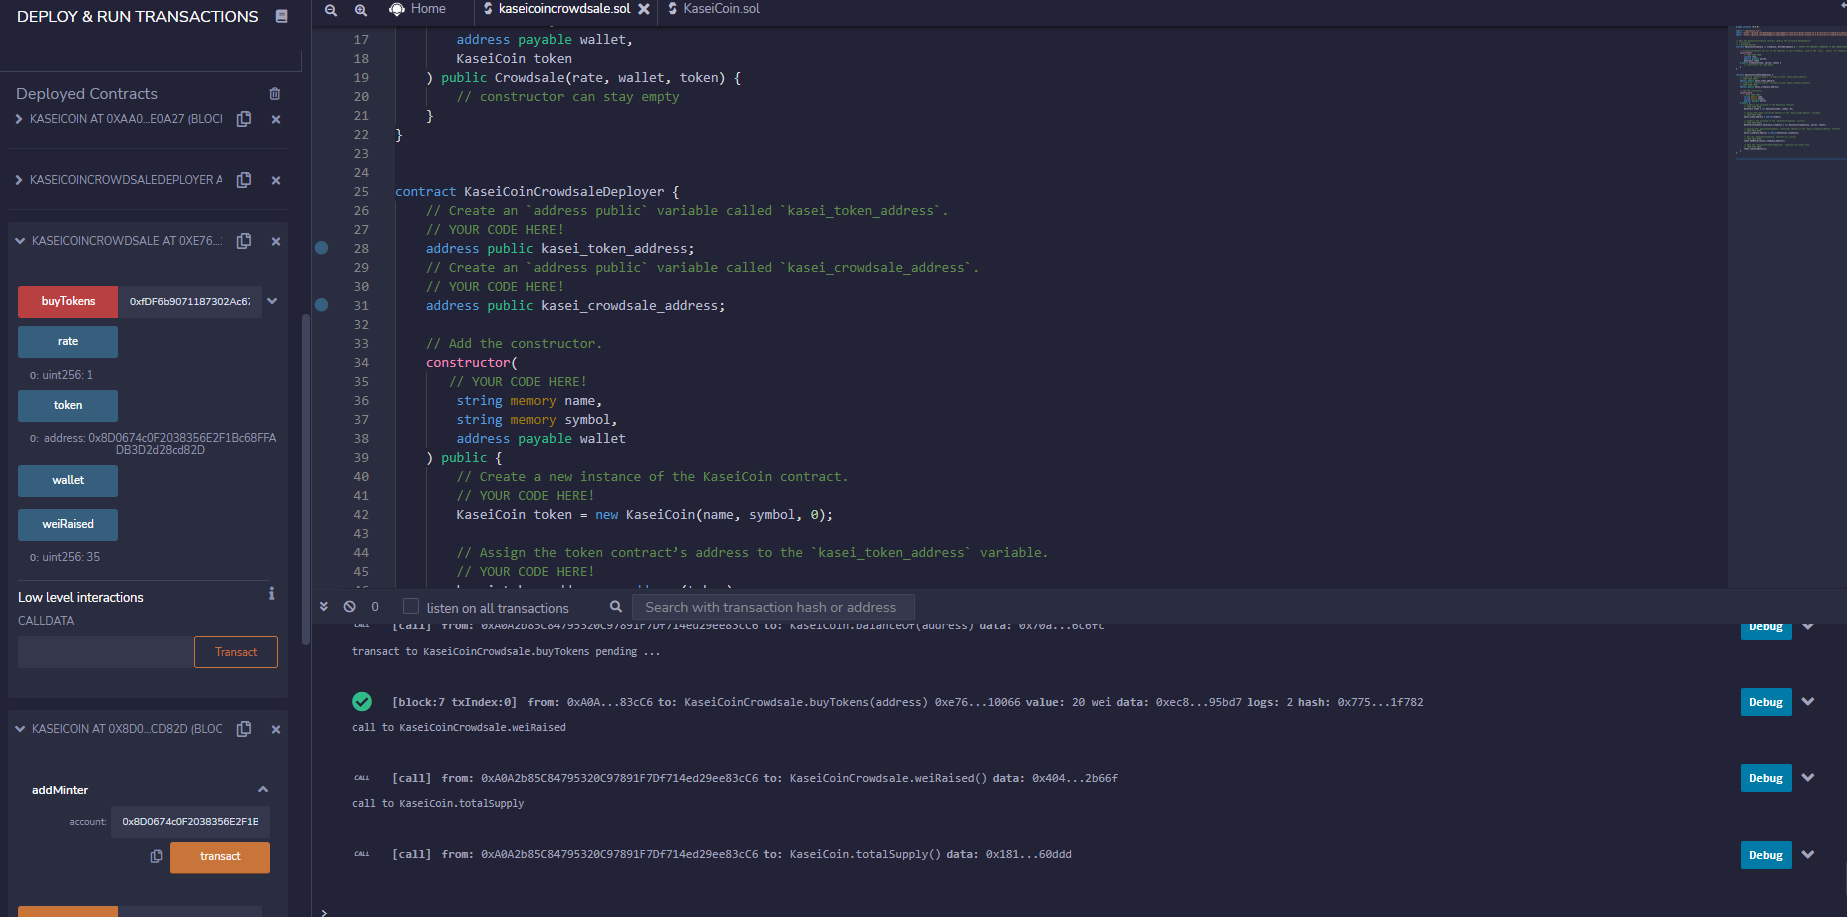 DEPLOY & RUN TRANSACTIONS
Deployed Contracts
KASEICOIN AT 0XAA0...E0A27 (BLOCI
KASEICOINCROWDSALEDEPLOYER A
KASEICOINCROWDSALE AT 0XE76...
buyTokens 0xfDF6b9071187302Ac67
rate
0: uint256: 1
token
0: address: 0x8D0674c0F2038356E2F1Bc68FFA
DB3D2d28cd82D
wallet
weiRaised
0: uint256: 35
Low level interactions
CALLDATA
Transact
KASEICOIN AT 0X8D0...CD82D (BLOC
addMinter
account: 0x8D0674c0F2038356E2F1B
transact
Home kaseicoincrowdsale.sol KaseiCoin.sol
17 address payable wallet,
18 KaseiCoin token
19 ) public Crowdsale(rate, wallet, token) {
20 // constructor can stay empty
21 }
22 }
23
24
25 contract KaseiCoinCrowdsaleDeployer {
26 // Create an `address public` variable called `kasei_token_address`.
27 // YOUR CODE HERE!
28 address public kasei_token_address;
29 // Create an `address public` variable called `kasei_crowdsale_address`.
30 // YOUR CODE HERE!
31 address public kasei_crowdsale_address;
32
33 // Add the constructor.
34 constructor(
35 // YOUR CODE HERE!
36 string memory name,
37 string memory symbol,
38 address payable wallet
39 ) public {
40 // Create a new instance of the KaseiCoin contract.
41 // YOUR CODE HERE!
42 KaseiCoin token = new KaseiCoin(name, symbol, 0);
43
44 // Assign the token contract’s address to the `kasei_token_address` variable.
45 // YOUR CODE HERE!
0 listen on all transactions Search with transaction hash or address
CALL [call] from: 0xA0A2b85C84795320C97891F7Df714ed29ee83cC6 to: KaseiCoin.balanceOf(address) data: 0x70a...6c6fc Debug
transact to KaseiCoinCrowdsale.buyTokens pending ...
[block:7 txIndex:0] from: 0xA0A...83cC6 to: KaseiCoinCrowdsale.buyTokens(address) 0xe76...10066 value: 20 wei data: 0xec8...95bd7 logs: 2 hash: 0x775...1f782 Debug
call to KaseiCoinCrowdsale.weiRaised
CALL [call] from: 0xA0A2b85C84795320C97891F7Df714ed29ee83cC6 to: KaseiCoinCrowdsale.weiRaised() data: 0x404...2b66f Debug
call to KaseiCoin.totalSupply
CALL [call] from: 0xA0A2b85C84795320C97891F7Df714ed29ee83cC6 to: KaseiCoin.totalSupply() data: 0x181...60ddd Debug
>